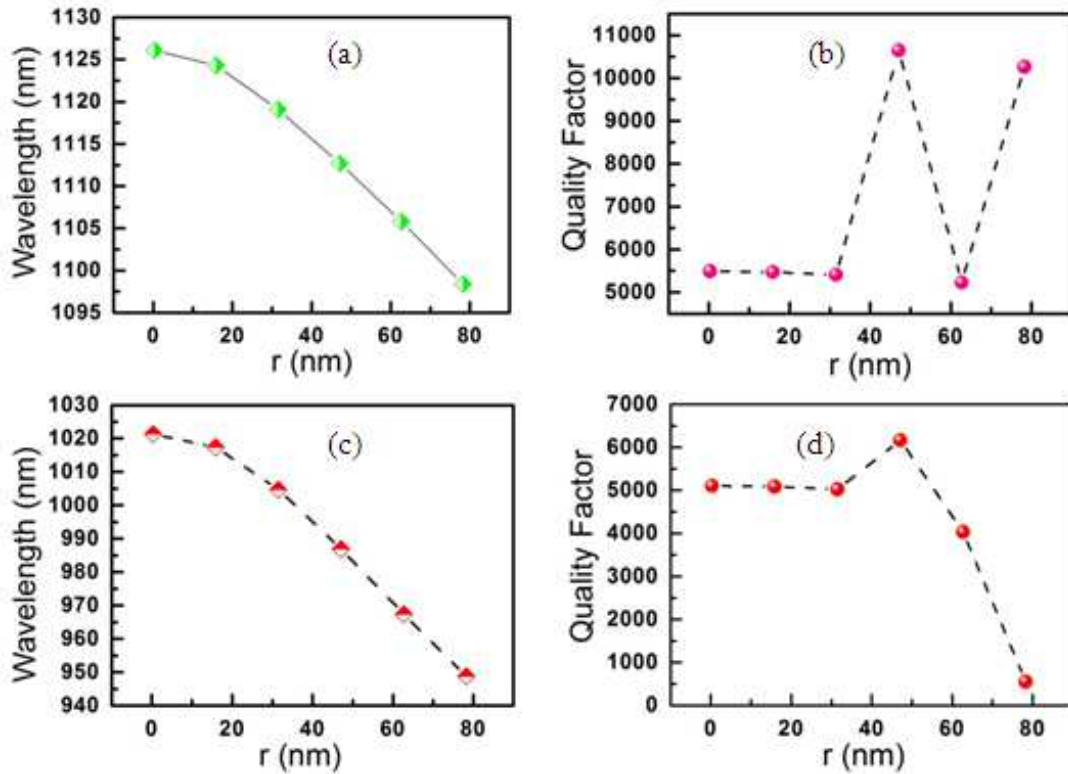 (a)
Wavelength (nm)
1130
1125
1120
1115
1110
1105
1100
1095
0 20 40 60 80
r (nm)
(b)
Quality Factor
11000
10000
9000
8000
7000
6000
5000
0 20 40 60 80
r (nm)
(c)
Wavelength (nm)
1030
1020
1010
1000
990
980
970
960
950
940
0 20 40 60 80
r (nm)
(d)
Quality Factor
7000
6000
5000
4000
3000
2000
1000
0
0 20 40 60 80
r (nm)